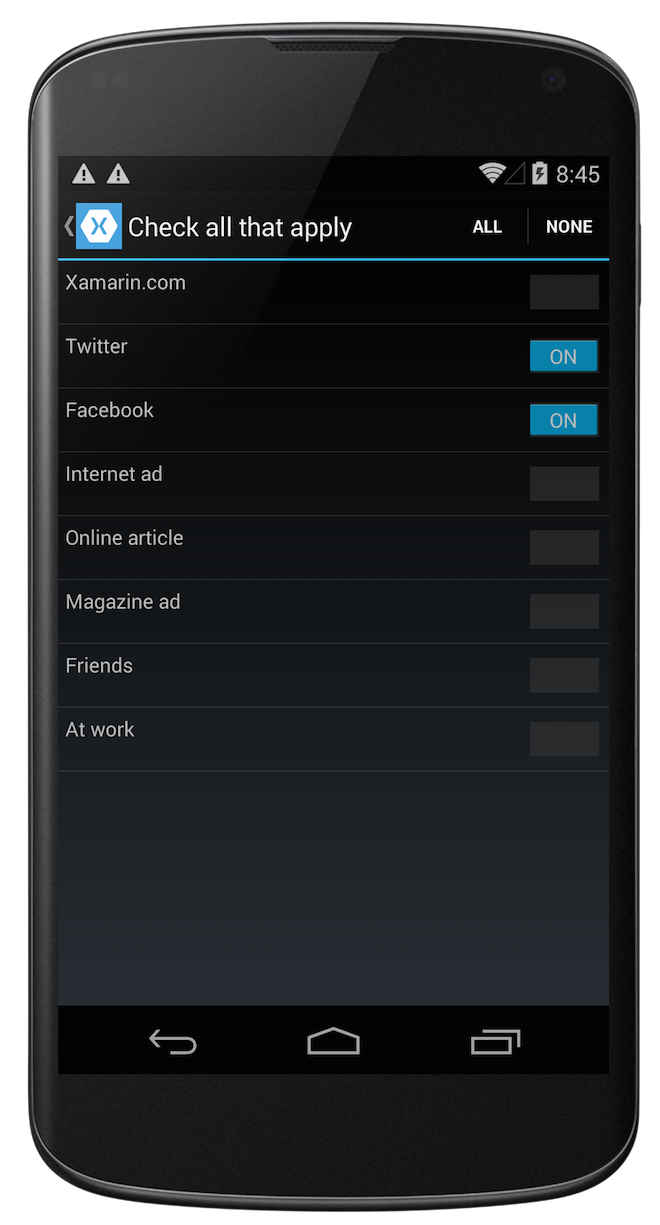 8:45
Check all that apply ALL NONE
Xamarin.com
Twitter ON
Facebook ON
Internet ad
Online article
Magazine ad
Friends
At work